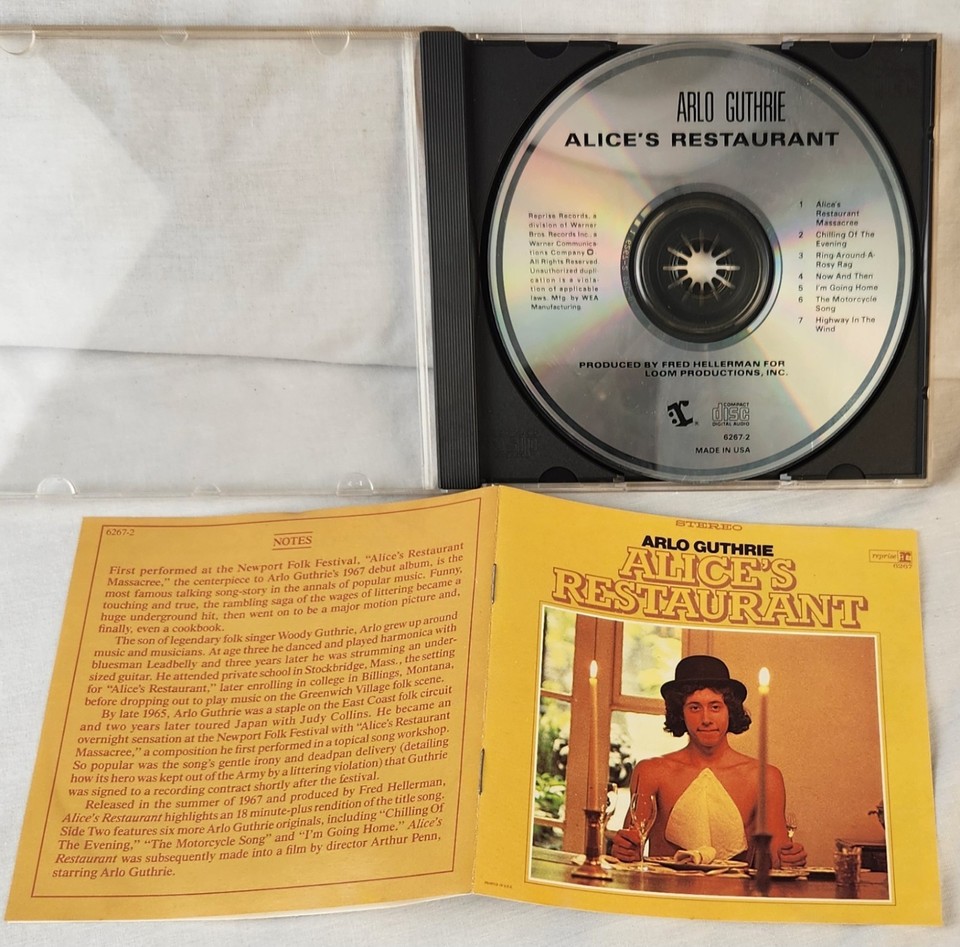 ARLO GUTHRIE
ALICE'S RESTAURANT
Reprise Records, a
division of Warner
Bros. Records Inc., a
Warner Communica-
tions Company
All Rights Reserved.
Unauthorized dupli-
cation is a viola-
tion of applicable
laws. Mfg. by WEA
Manufacturing.
1 Alice's
Restaurant
Massacree
2 Chilling Of The
Evening
3 Ring-Around-A-
Rosy Rag
4 Now And Then
5 I'm Going Home
6 The Motorcycle
Song
7 Highway In The
Wind
PRODUCED BY FRED HELLERMAN FOR
LOOM PRODUCTIONS, INC.
r:
COMPACT
disc
DIGITAL AUDIO
6267-2
MADE IN USA
6267-2
NOTES
First performed at the Newport Folk Festival, "Alice's Restaurant
Massacree," the centerpiece to Arlo Guthrie's 1967 debut album, is the
most famous talking song-story in the annals of popular music. Funny,
touching and true, the rambling saga of the wages of littering became a
huge underground hit, then went on to be a major motion picture and,
finally, even a cookbook.
The son of legendary folk singer Woody Guthrie, Arlo grew up around
music and musicians. At age three he danced and played harmonica with
bluesman Leadbelly and three years later he was strumming an under-
sized guitar. He attended private school in Stockbridge, Mass., the setting
for "Alice's Restaurant," later enrolling in college in Billings, Montana,
before dropping out to play music on the Greenwich Village folk scene.
By late 1965, Arlo Guthrie was a staple on the East Coast folk circuit
and two years later toured Japan with Judy Collins. He became an
overnight sensation at the Newport Folk Festival with "Alice's Restaurant
Massacree," a composition he first performed in a topical song workshop.
So popular was the song's gentle irony and deadpan delivery (detailing
how its hero was kept out of the Army by a littering violation) that Guthrie
was signed to a recording contract shortly after the festival.
Released in the summer of 1967 and produced by Fred Hellerman,
Alice's Restaurant highlights an 18 minute-plus rendition of the title song.
Side Two features six more Arlo Guthrie originals, including "Chilling Of
The Evening," "The Motorcycle Song" and "I'm Going Home." Alice's
Restaurant was subsequently made into a film by director Arthur Penn,
starring Arlo Guthrie.
STEREO
ARLO GUTHRIE
ALICE'S
RESTAURANT
reprise
6267